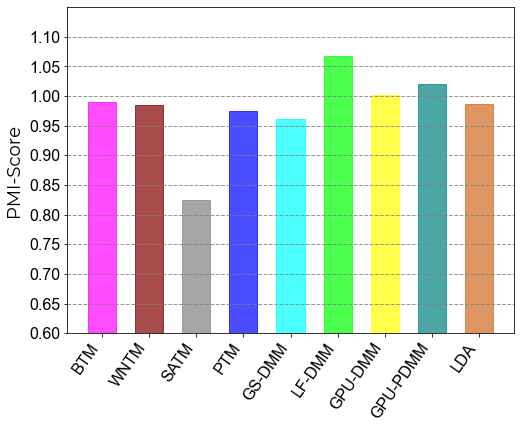 PMI-Score
1.10
1.05
1.00
0.95
0.90
0.85
0.80
0.75
0.70
0.65
0.60
BTM
WNTM
SATM
PTM
GS-DMM
LF-DMM
GPU-DMM
GPU-PDMM
LDA